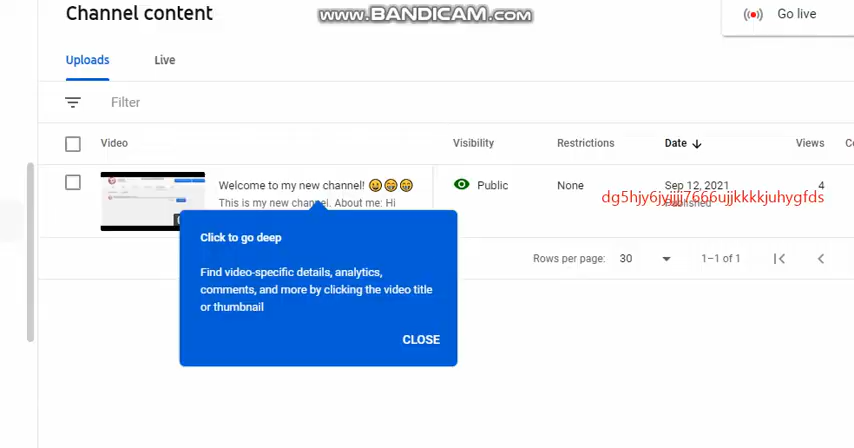 Channel content
www.BANDICAM.com
Go live
Uploads
Live
Filter
Video
Visibility
Restrictions
Date
Views
Welcome to my new channel! 😀😁😁
Public
None
Sep 12, 2021
4
This is my new channel. About me: Hi
Published
dg5hjy6jyjjjj7666ujjkkkkjuhygfds
Click to go deep
Find video-specific details, analytics,
comments, and more by clicking the video title
or thumbnail
CLOSE
Rows per page:
30
1–1 of 1